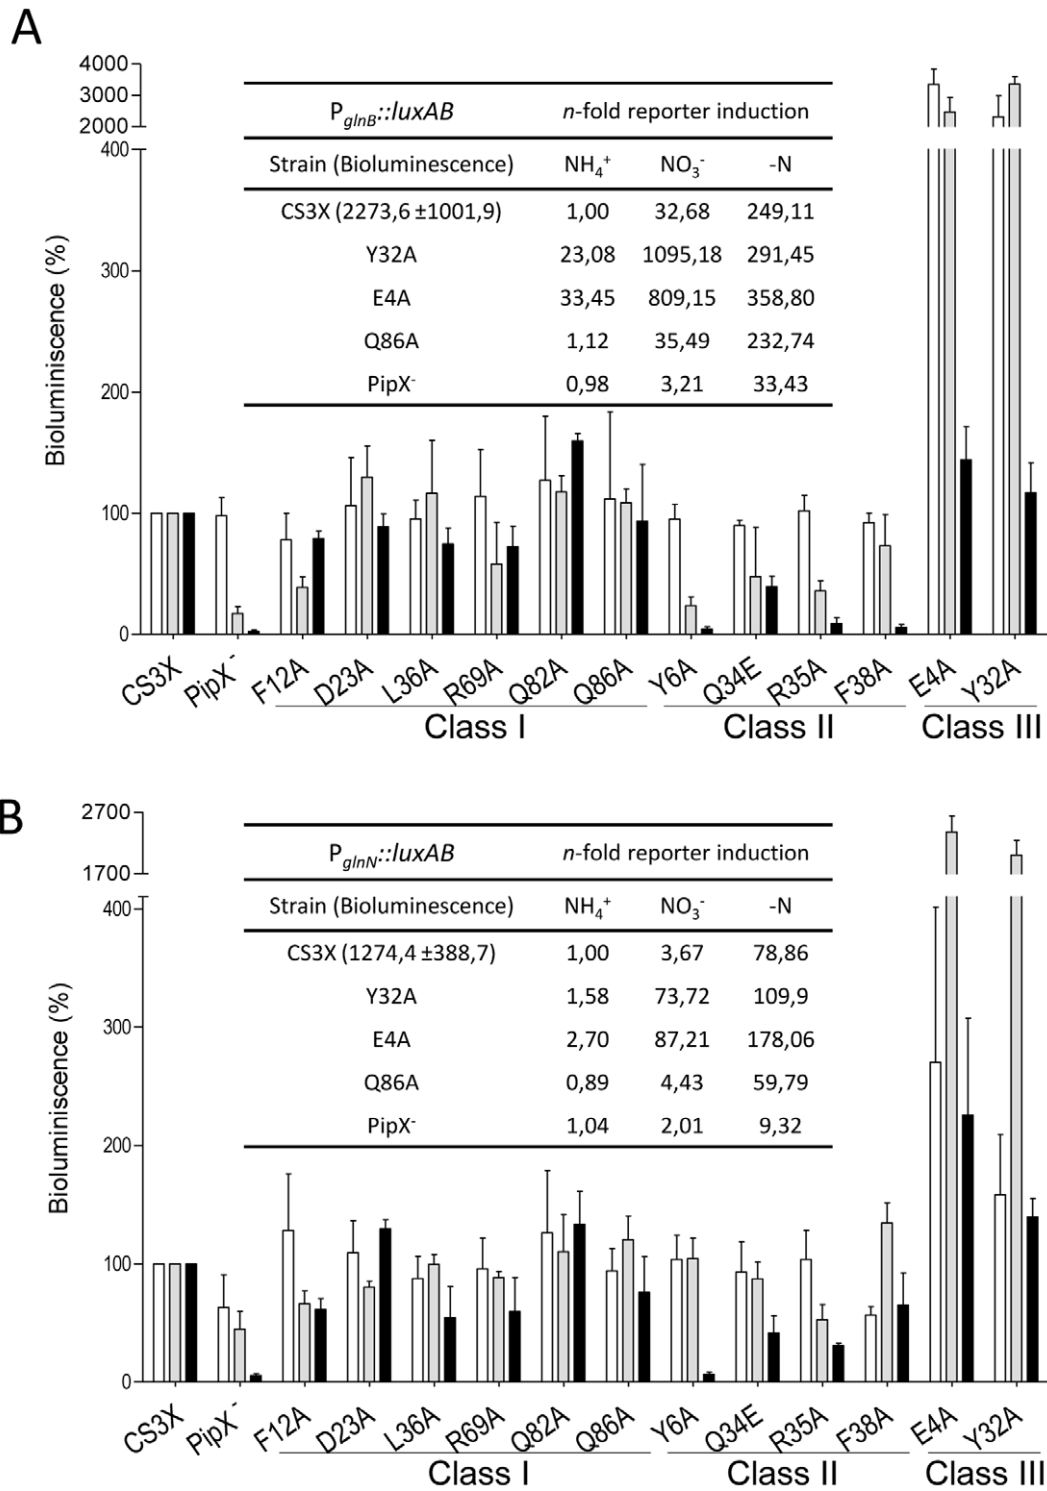 A
4000
3000
2000
400
300
200
100
0
Bioluminiscence (%)
PglnB::luxAB n-fold reporter induction
Strain (Bioluminescence) NH4+ NO3- -N
CS3X (2273,6 ±1001,9) 1,00 32,68 249,11
Y32A 23,08 1095,18 291,45
E4A 33,45 809,15 358,80
Q86A 1,12 35,49 232,74
PipX- 0,98 3,21 33,43
CS3X PipX- F12A D23A L36A R69A Q82A Q86A Y6A Q34E R35A F38A E4A Y32A
Class I Class II Class III
B
2700
1700
400
300
200
100
0
Bioluminiscence (%)
PglnN::luxAB n-fold reporter induction
Strain (Bioluminescence) NH4+ NO3- -N
CS3X (1274,4 ±388,7) 1,00 3,67 78,86
Y32A 1,58 73,72 109,9
E4A 2,70 87,21 178,06
Q86A 0,89 4,43 59,79
PipX- 1,04 2,01 9,32
CS3X PipX- F12A D23A L36A R69A Q82A Q86A Y6A Q34E R35A F38A E4A Y32A
Class I Class II Class III